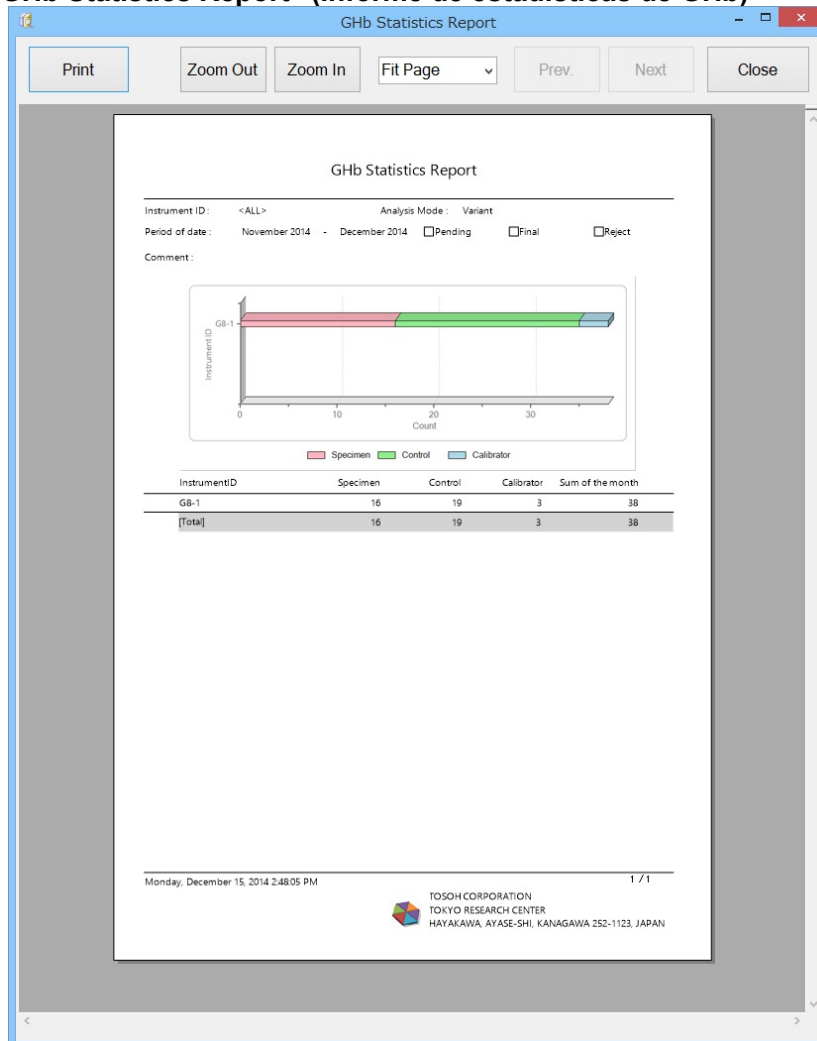 GHb Statistics Report (Informe de estadísticas de GHb)
GHb Statistics Report
Print Zoom Out Zoom In Fit Page Prev. Next Close
GHb Statistics Report
Instrument ID : <ALL> Analysis Mode : Variant
Period of date : November 2014 - December 2014 Pending Final Reject
Comment :
G8-1
Instrument ID
0 10 20 30
Count
Specimen Control Calibrator
InstrumentID Specimen Control Calibrator Sum of the month
G8-1 16 19 3 38
[Total] 16 19 3 38
Monday, December 15, 2014 2:48:05 PM 1 / 1
TOSOH CORPORATION
TOKYO RESEARCH CENTER
HAYAKAWA, AYASE-SHI, KANAGAWA 252-1123, JAPAN